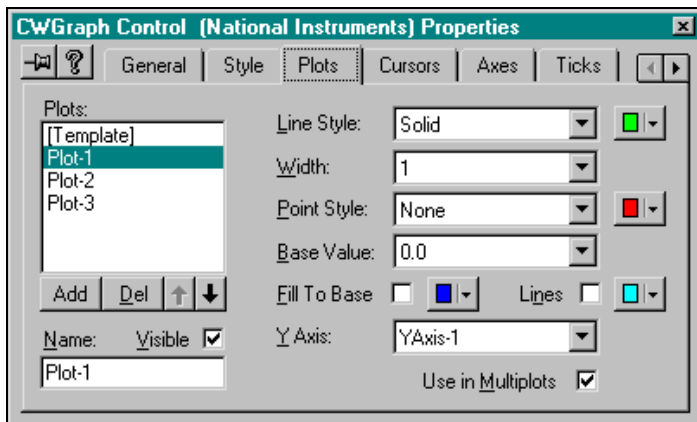 CWGraph Control (National Instruments) Properties
General Style Plots Cursors Axes Ticks
Plots:
[Template]
Plot-1
Plot-2
Plot-3
Add Del
Name: Visible
Plot-1
Line Style: Solid
Width: 1
Point Style: None
Base Value: 0.0
Fill To Base Lines
Y Axis: YAxis-1
Use in Multiplots